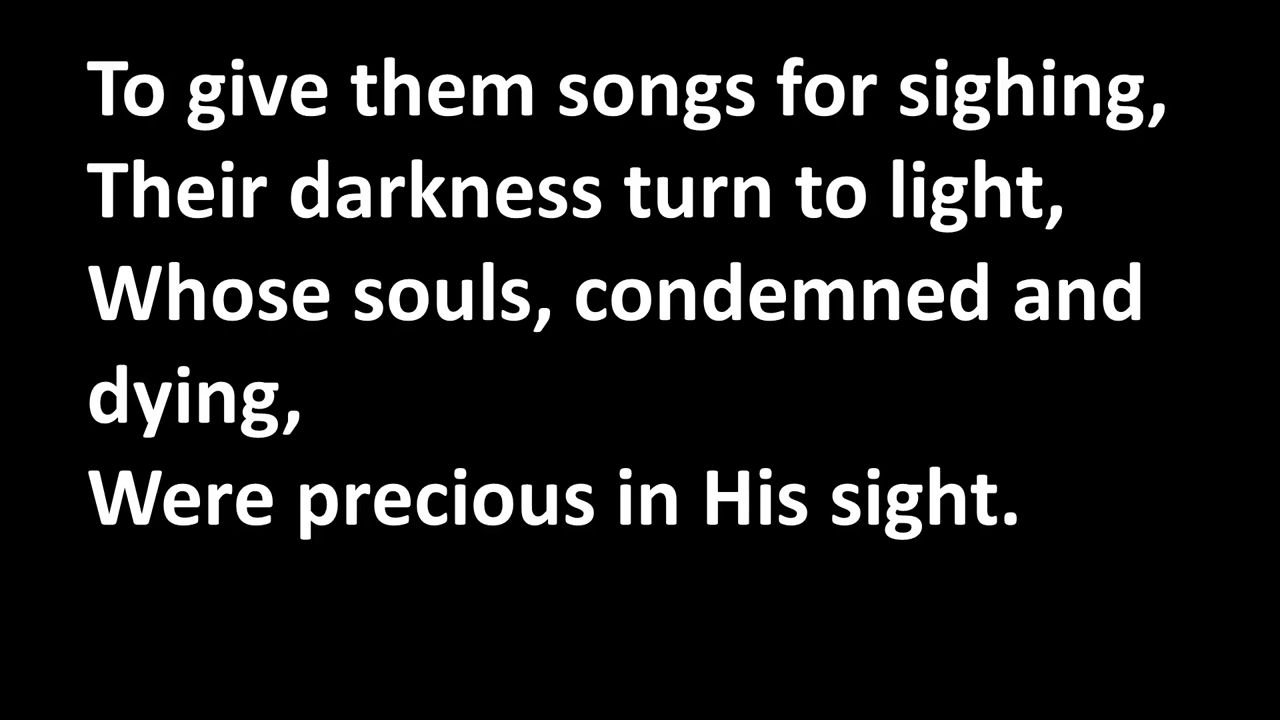 To give them songs for sighing,
Their darkness turn to light,
Whose souls, condemned and
dying,
Were precious in His sight.